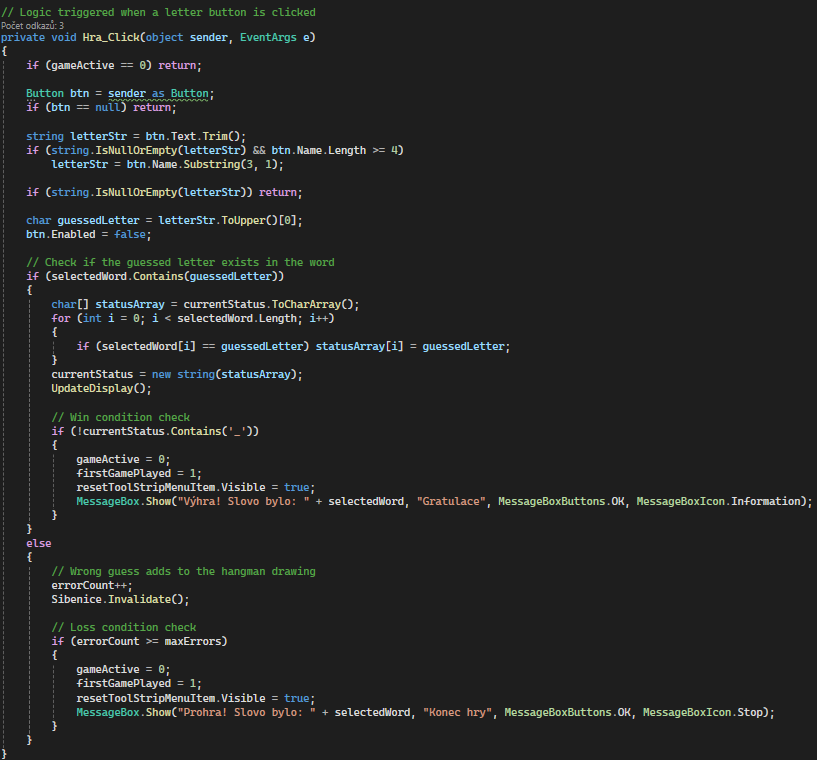 // Logic triggered when a letter button is clicked
Počet odkazů: 3
private void Hra_Click(object sender, EventArgs e)
{
    if (gameActive == 0) return;

    Button btn = sender as Button;
    if (btn == null) return;

    string letterStr = btn.Text.Trim();
    if (string.IsNullOrEmpty(letterStr) && btn.Name.Length >= 4)
        letterStr = btn.Name.Substring(3, 1);

    if (string.IsNullOrEmpty(letterStr)) return;

    char guessedLetter = letterStr.ToUpper()[0];
    btn.Enabled = false;

    // Check if the guessed letter exists in the word
    if (selectedWord.Contains(guessedLetter))
    {
        char[] statusArray = currentStatus.ToCharArray();
        for (int i = 0; i < selectedWord.Length; i++)
        {
            if (selectedWord[i] == guessedLetter) statusArray[i] = guessedLetter;
        }
        currentStatus = new string(statusArray);
        UpdateDisplay();

        // Win condition check
        if (!currentStatus.Contains('_'))
        {
            gameActive = 0;
            firstGamePlayed = 1;
            resetToolStripMenuItem.Visible = true;
            MessageBox.Show("Výhra! Slovo bylo: " + selectedWord, "Gratulace", MessageBoxButtons.OK, MessageBoxIcon.Information);
        }
    }
    else
    {
        // Wrong guess adds to the hangman drawing
        errorCount++;
        Sibenice.Invalidate();

        // Loss condition check
        if (errorCount >= maxErrors)
        {
            gameActive = 0;
            firstGamePlayed = 1;
            resetToolStripMenuItem.Visible = true;
            MessageBox.Show("Prohra! Slovo bylo: " + selectedWord, "Konec hry", MessageBoxButtons.OK, MessageBoxIcon.Stop);
        }
    }
}